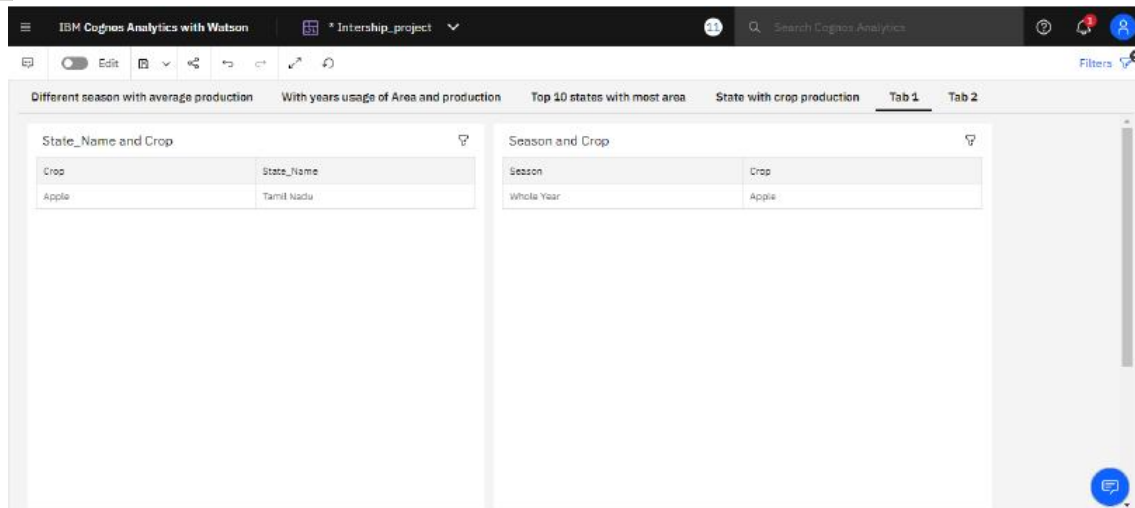 IBM Cognos Analytics with Watson * Intership_project 11 Search Cognos Analytics 1
Edit Filters
Different season with average production With years usage of Area and production Top 10 states with most area State with crop production Tab 1 Tab 2
State_Name and Crop Season and Crop
Crop State_Name Season Crop
Apple Tamil Nadu Whole Year Apple